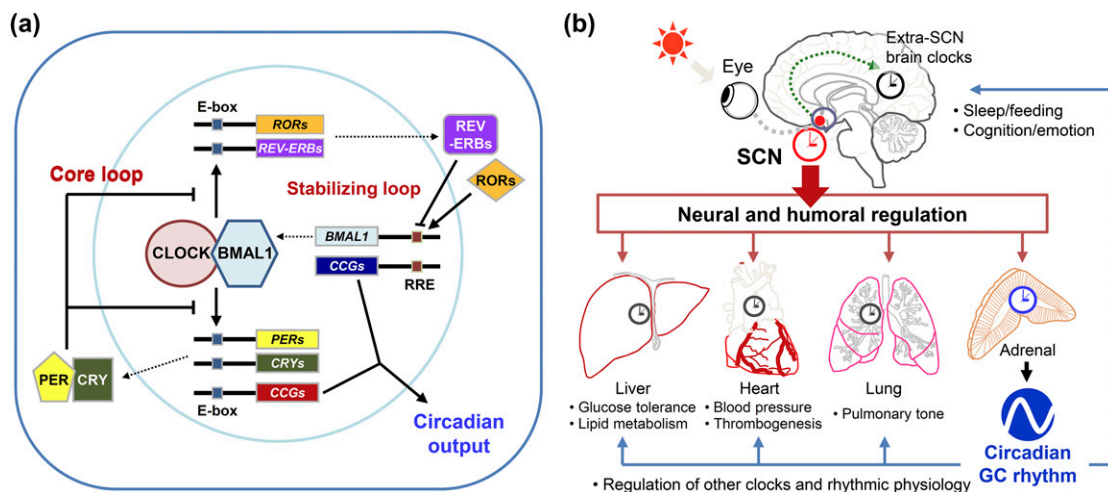 (a)
E-box
RORs
REV-ERBs
REV
-ERBs
RORs
Core loop
Stabilizing loop
CLOCK
BMAL1
BMAL1
CCGs
RRE
PERs
CRYs
CCGs
E-box
PER
CRY
Circadian
output
(b)
Eye
Extra-SCN
brain clocks
• Sleep/feeding
• Cognition/emotion
SCN
Neural and humoral regulation
Liver
• Glucose tolerance
• Lipid metabolism
Heart
• Blood pressure
• Thrombogenesis
Lung
• Pulmonary tone
Adrenal
Circadian
GC rhythm
• Regulation of other clocks and rhythmic physiology